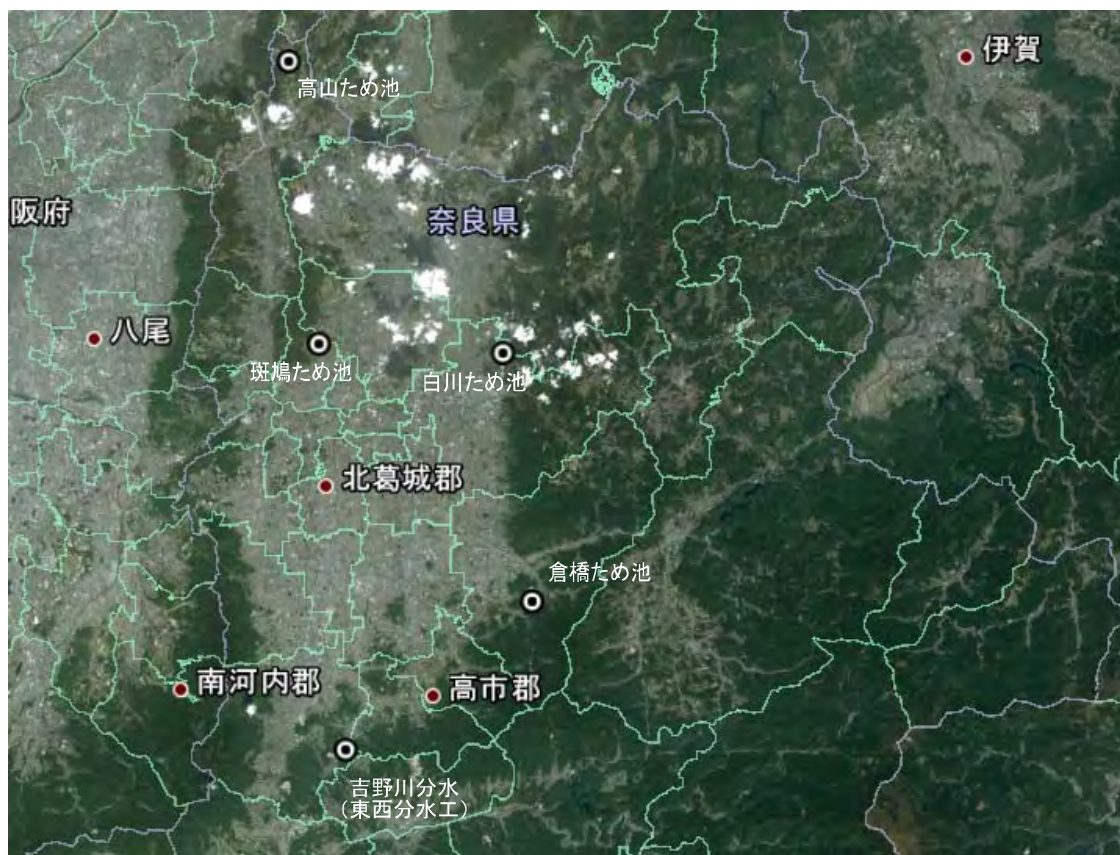 伊賀
高山ため池
阪府
奈良県
八尾
斑鳩ため池
白川ため池
北葛城郡
倉橋ため池
南河内郡
高市郡
吉野川分水
（東西分水工）